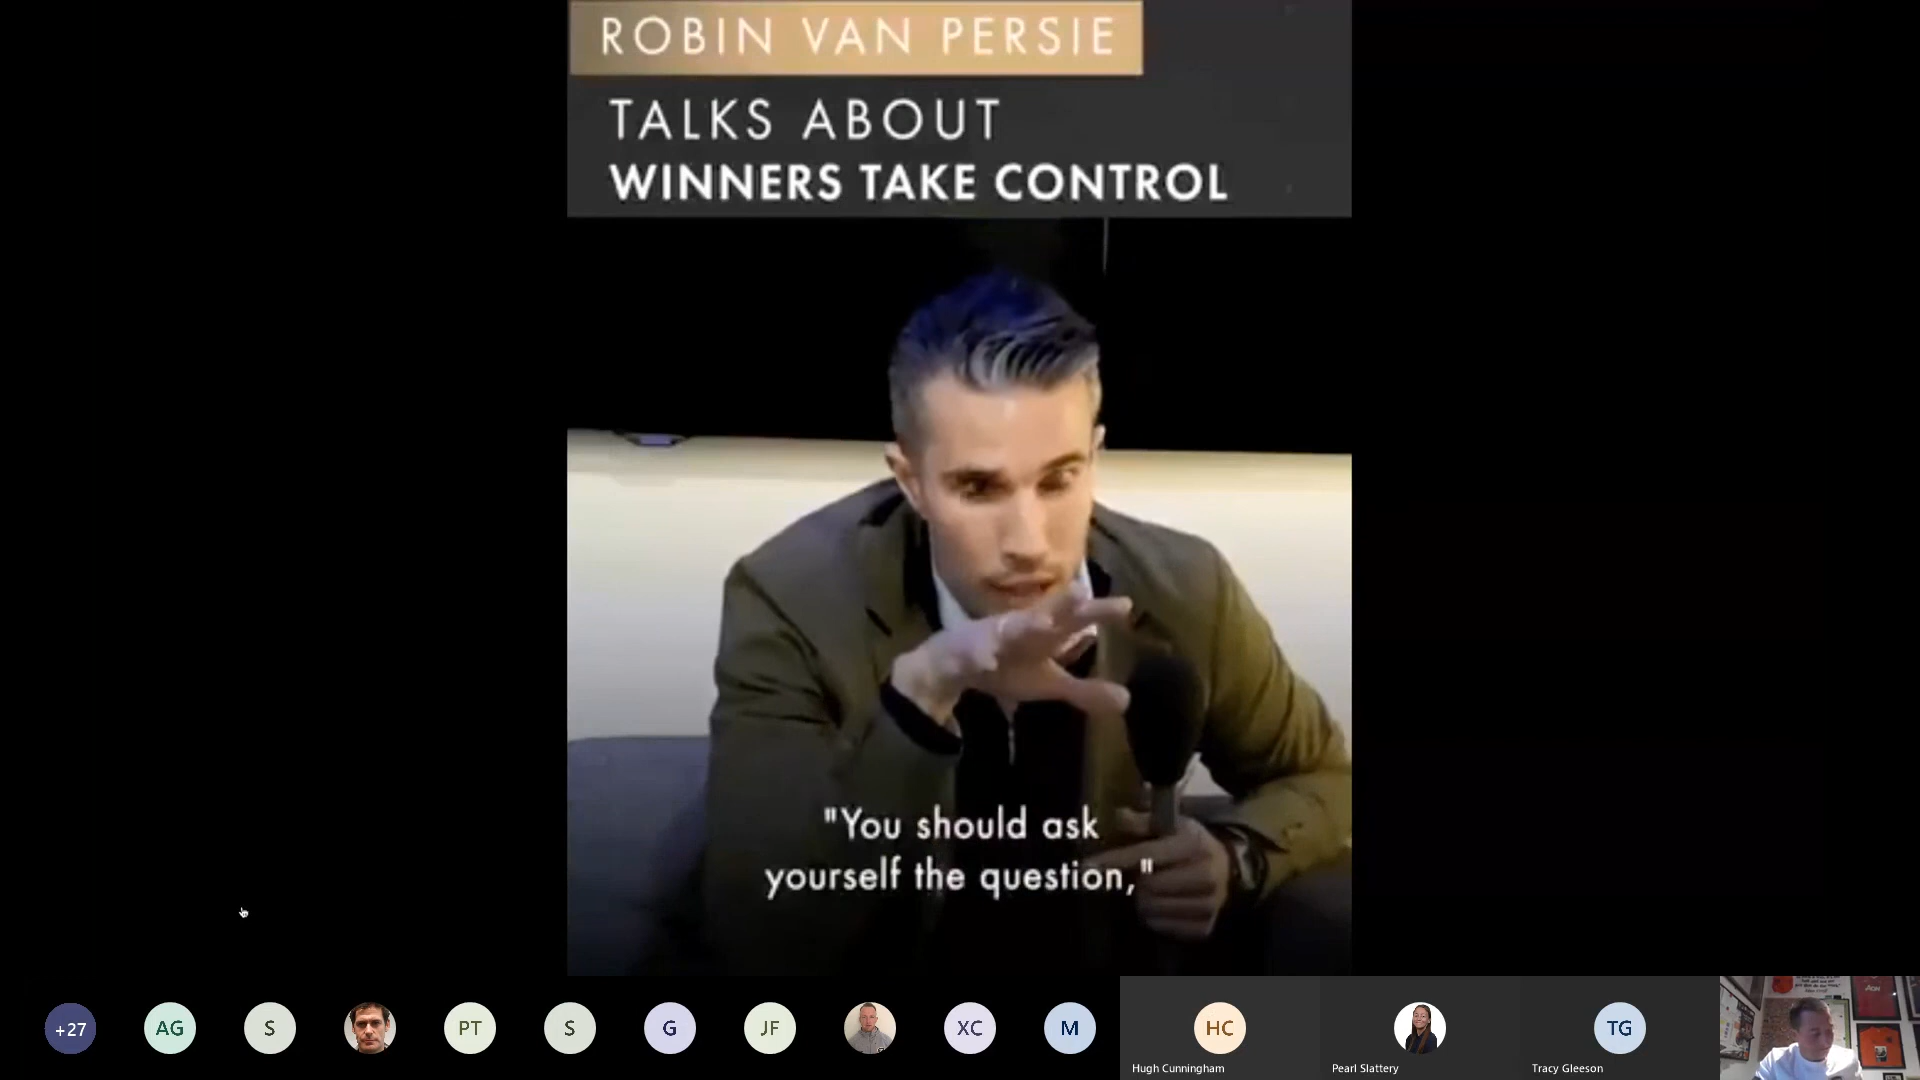 ROBIN VAN PERSIE
TALKS ABOUT
WINNERS TAKE CONTROL
"You should ask
yourself the question,"
+27
AG
S
PT
S
G
JF
XC
M
HC
TG
Hugh Cunningham
Pearl Slattery
Tracy Gleeson
AON